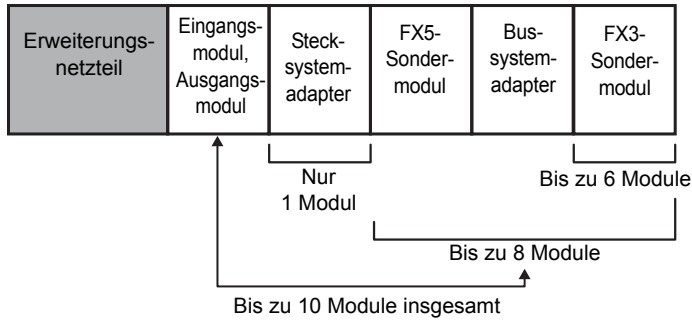 Erweiterungs-
netzteil
Eingangs-
modul,
Ausgangs-
modul
Steck-
system-
adapter
FX5-
Sonder-
modul
Bus-
system-
adapter
FX3-
Sonder-
modul
Nur
1 Modul
Bis zu 6 Module
Bis zu 8 Module
Bis zu 10 Module insgesamt